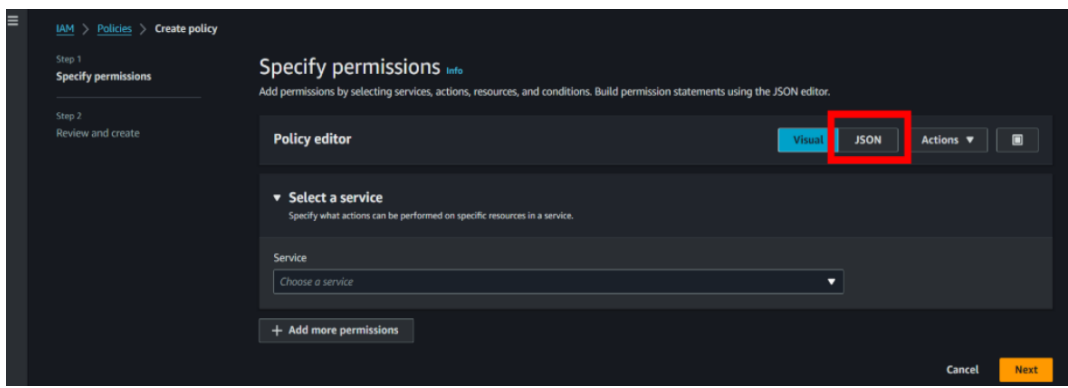 IAM > Policies > Create policy
Step 1
Specify permissions
Step 2
Review and create
Specify permissions Info
Add permissions by selecting services, actions, resources, and conditions. Build permission statements using the JSON editor.
Policy editor
Visual JSON Actions
Select a service
Specify what actions can be performed on specific resources in a service.
Service
Choose a service
+ Add more permissions
Cancel Next